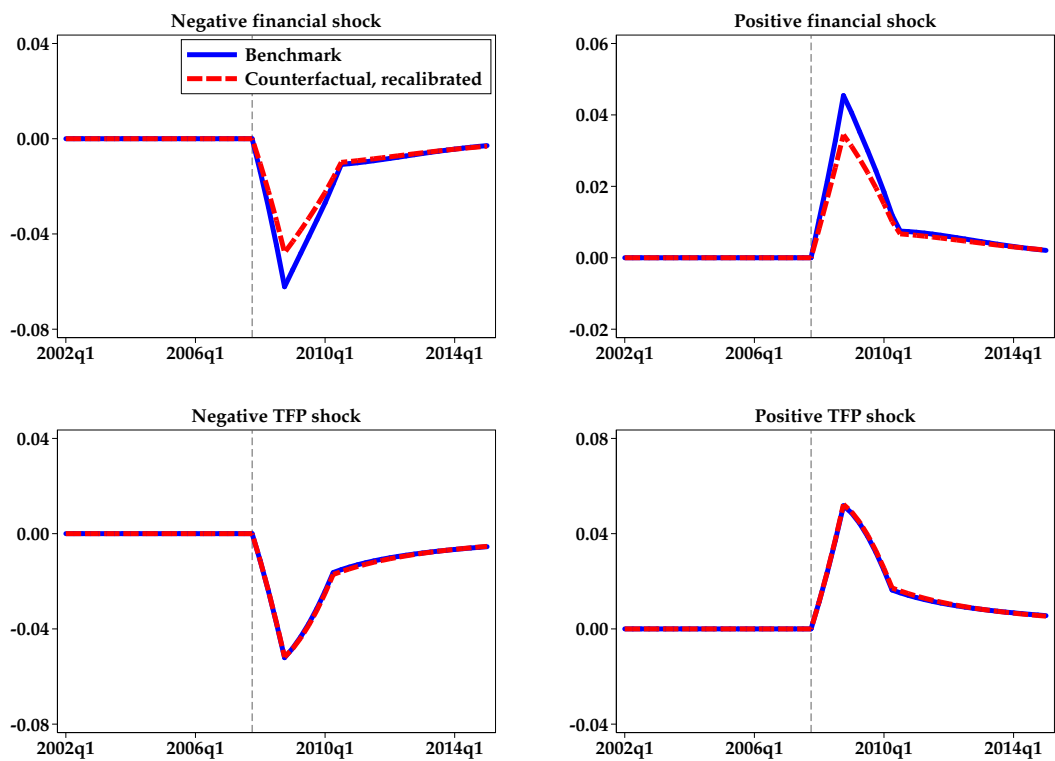 Negative financial shock
0.04
0.00
-0.04
-0.08
Benchmark
Counterfactual, recalibrated
2002q1 2006q1 2010q1 2014q1
Positive financial shock
0.06
0.04
0.02
0.00
-0.02
2002q1 2006q1 2010q1 2014q1
Negative TFP shock
0.04
0.00
-0.04
-0.08
2002q1 2006q1 2010q1 2014q1
Positive TFP shock
0.08
0.04
0.00
-0.04
2002q1 2006q1 2010q1 2014q1